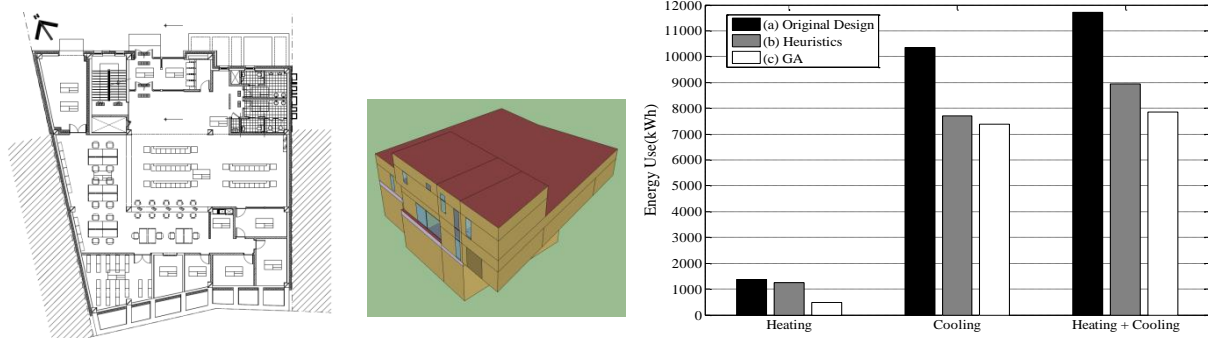 (a) Original Design
(b) Heuristics
(c) GA
Energy Use(kWh)
12000
11000
10000
9000
8000
7000
6000
5000
4000
3000
2000
1000
0
Heating
Cooling
Heating + Cooling